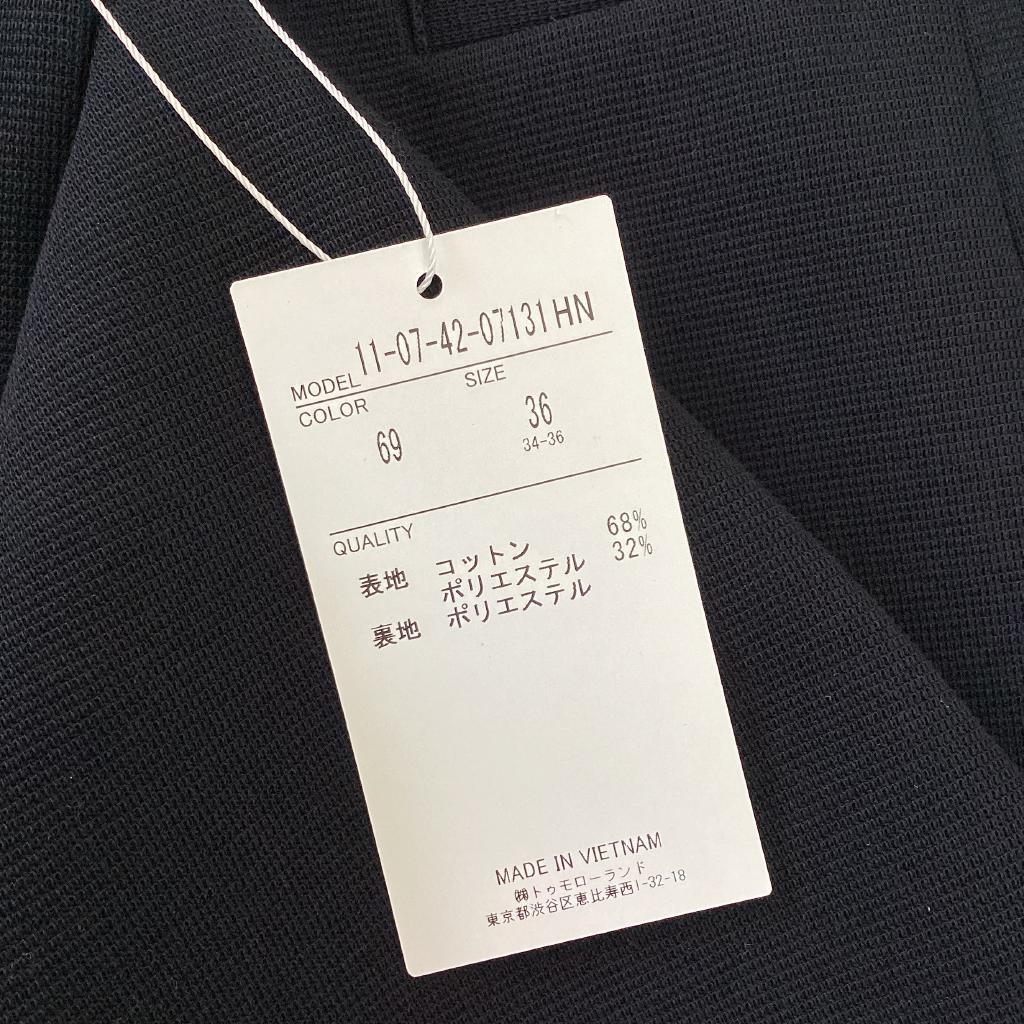 MODEL 11-07-42-07131HN
COLOR SIZE
69 36
34-36
QUALITY
表地 コットン 68%
ポリエステル 32%
裏地 ポリエステル
MADE IN VIETNAM
㈱トゥモローランド
東京都渋谷区恵比寿西1-32-18